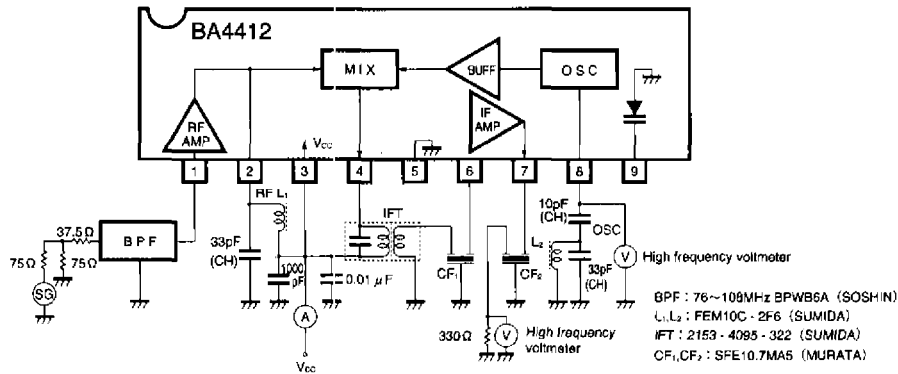 BA4412
MIX
BUFF
OSC
RF
AMP
IF
AMP
Vcc
1 2 3 4 5 6 7 8 9
RF L₁
IFT
10pF
(CH)
OSC
37.5Ω
BPF
33pF
(CH)
75Ω
75Ω
SG
1000
pF
0.01 μF
CF₁
CF₂
L₂
33pF
(CH)
V
High frequency voltmeter
A
Vcc
330Ω
V
High frequency
voltmeter
BPF : 76~108MHz BPWB6A (SOSHIN)
L₁,L₂ : FEM10C - 2F6 (SUMIDA)
IFT : 2153 - 4095 - 322 (SUMIDA)
CF₁,CF₂ : SFE10.7MA5 (MURATA)